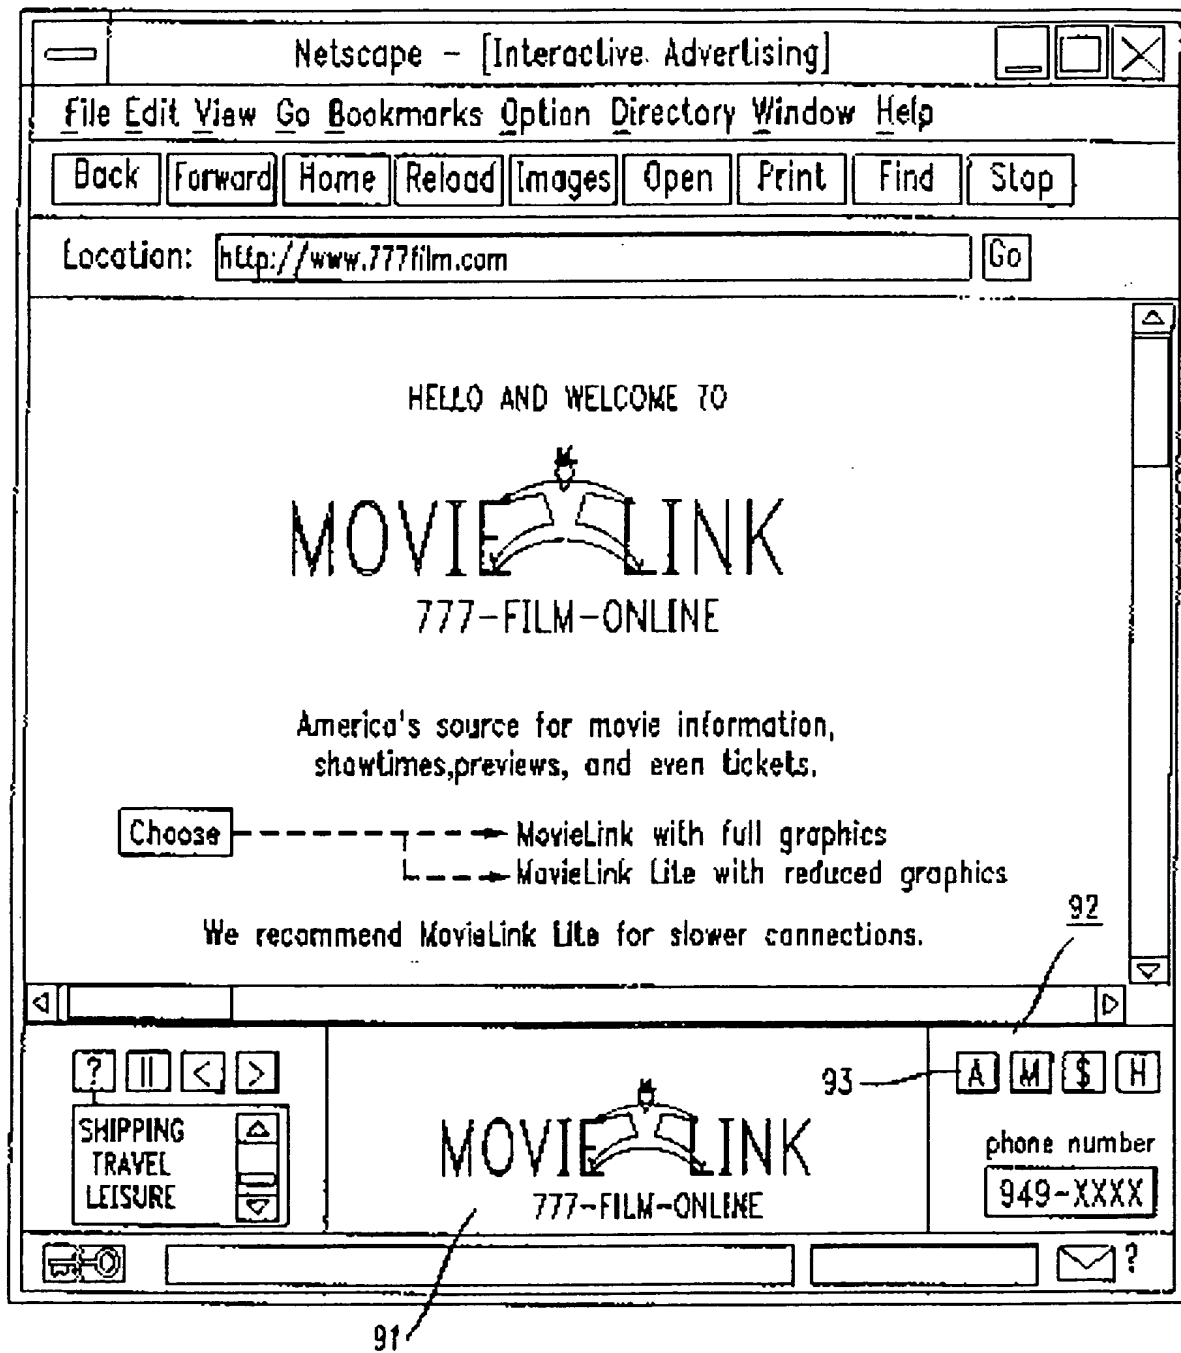 Netscape - [Interactive Advertising]
File Edit View Go Bookmarks Option Directory Window Help
Back Forward Home Reload Images Open Print Find Stop
Location: http://www.777film.com Go
HELLO AND WELCOME TO
M
MOVIE LINK
777-FILM-ONLINE
America's source for movie information,
showtimes,previews, and even tickets.
Choose MovieLink with full graphics
MovieLink Lite with reduced graphics
We recommend MovieLink Lite for slower connections.
92
? || < >
SHIPPING
TRAVEL
LEISURE
M
MOVIE LINK
777-FILM-ONLINE
93 A M $ H
phone number
949-XXXX
?
91